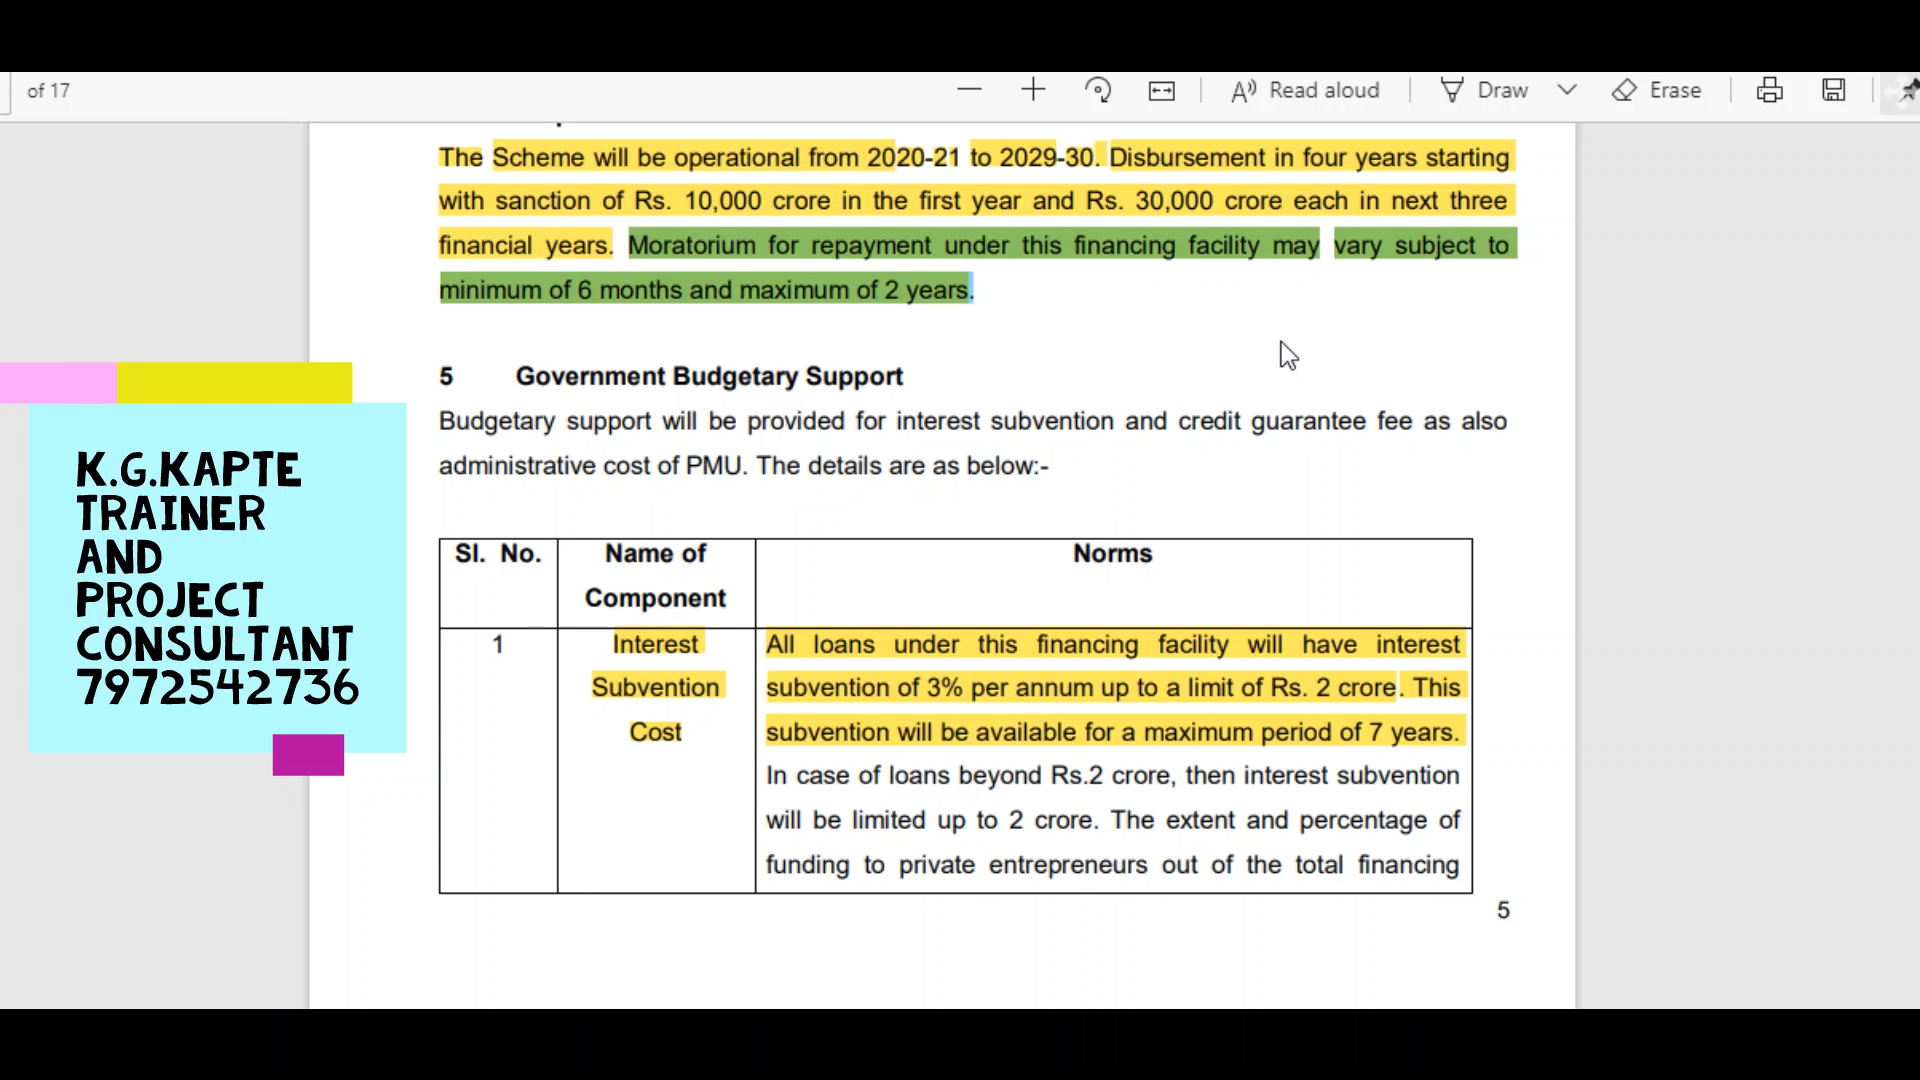 of 17
Read aloud
Draw
Erase
The Scheme will be operational from 2020-21 to 2029-30. Disbursement in four years starting
with sanction of Rs. 10,000 crore in the first year and Rs. 30,000 crore each in next three
financial years. Moratorium for repayment under this financing facility may vary subject to
minimum of 6 months and maximum of 2 years.
5 Government Budgetary Support
Budgetary support will be provided for interest subvention and credit guarantee fee as also
administrative cost of PMU. The details are as below:-
Sl. No.
Name of
Component
Norms
1
Interest
Subvention
Cost
All loans under this financing facility will have interest
subvention of 3% per annum up to a limit of Rs. 2 crore. This
subvention will be available for a maximum period of 7 years.
In case of loans beyond Rs.2 crore, then interest subvention
will be limited up to 2 crore. The extent and percentage of
funding to private entrepreneurs out of the total financing
5
K.G.KAPTE
TRAINER
AND
PROJECT
CONSULTANT
7972542736